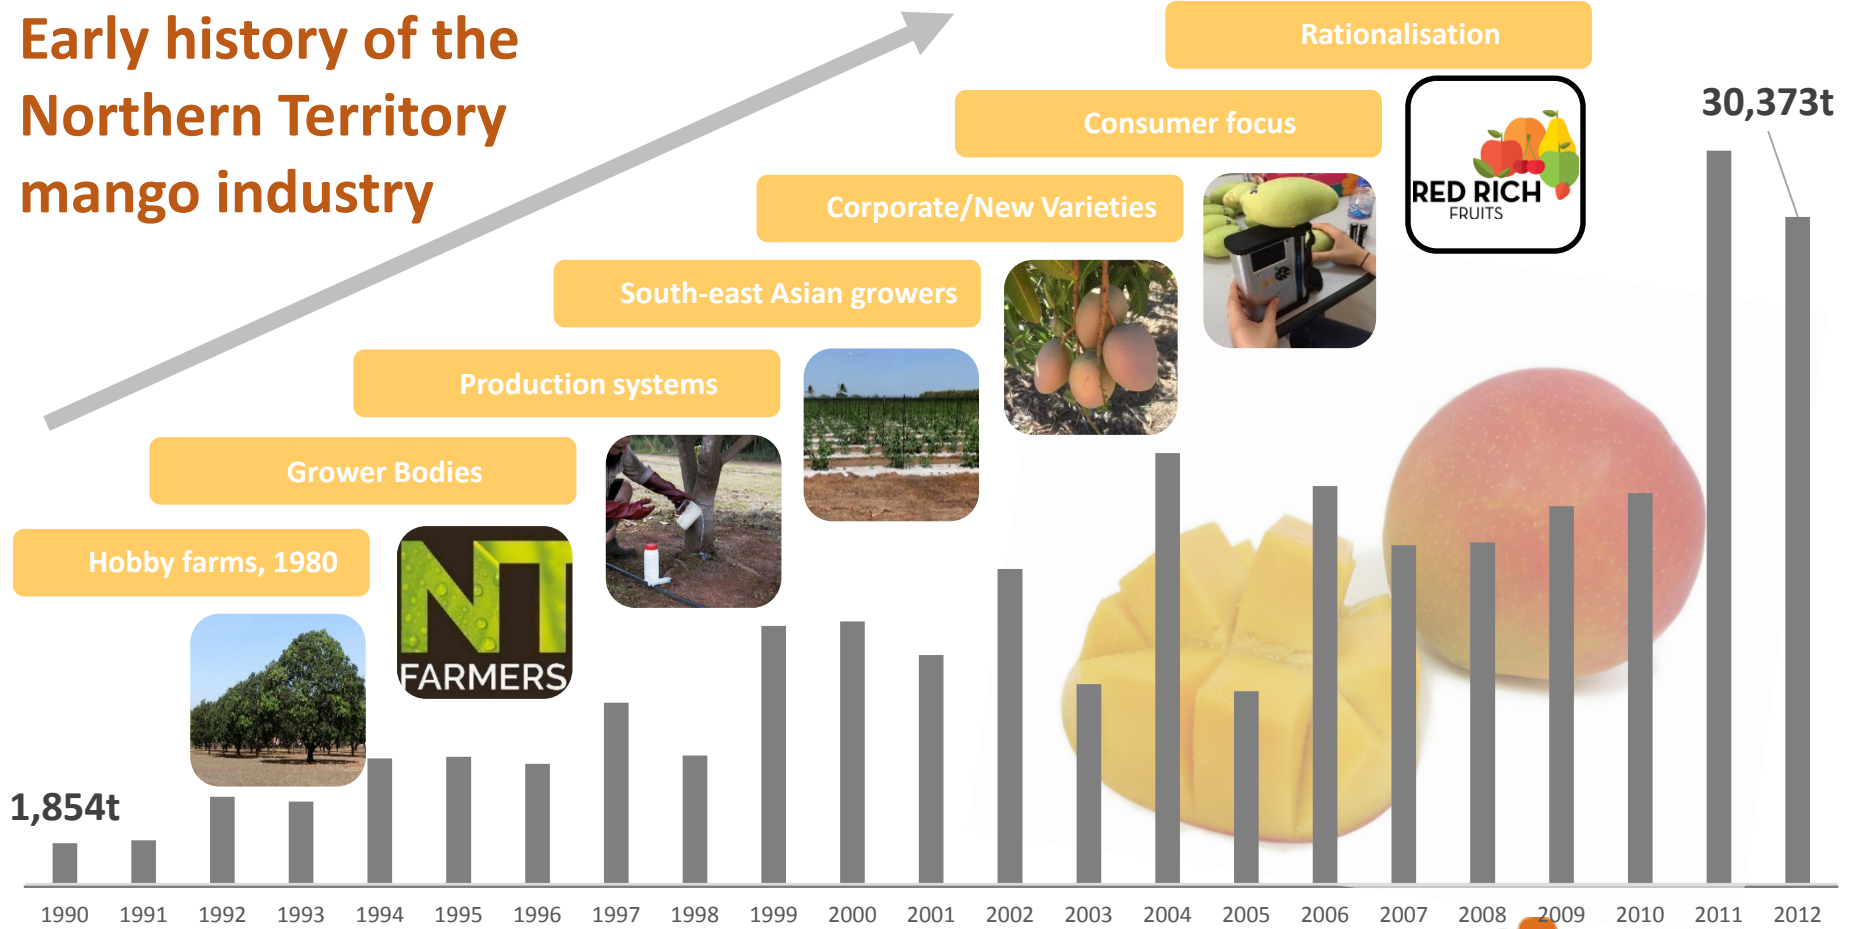 Early history of the
Northern Territory
mango industry
Rationalisation
30,373t
Consumer focus
RED RICH
FRUITS
Corporate/New Varieties
South-east Asian growers
Production systems
Grower Bodies
Hobby farms, 1980
NT
FARMERS
1,854t
1990 1991 1992 1993 1994 1995 1996 1997 1998 1999 2000 2001 2002 2003 2004 2005 2006 2007 2008 2009 2010 2011 2012